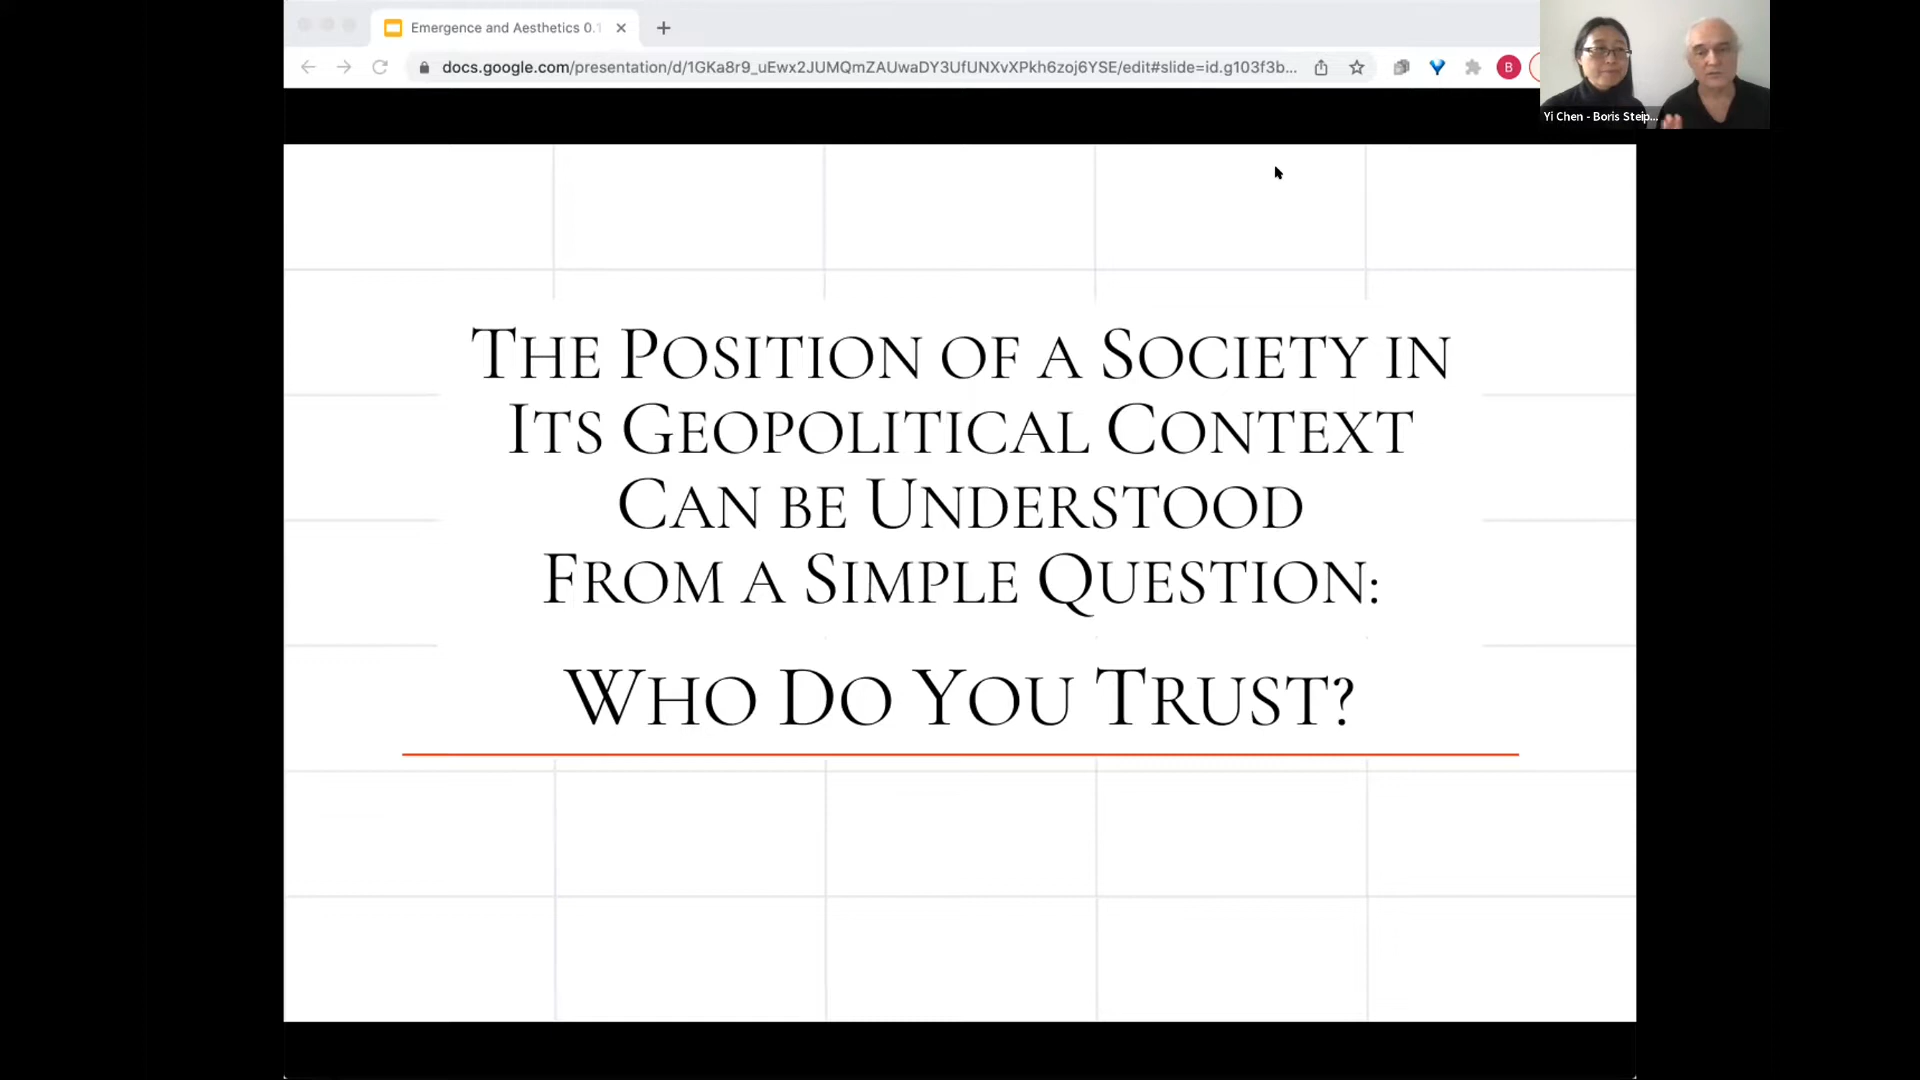 Emergence and Aesthetics 0.1
docs.google.com/presentation/d/1GKa8r9_uEwx2JUMQmZAUwaDY3UfUNXvXPkh6zoj6YSE/edit#slide=id.g103f3b...
B
Yi Chen - Boris Steip...
THE POSITION OF A SOCIETY IN
ITS GEOPOLITICAL CONTEXT
CAN BE UNDERSTOOD
FROM A SIMPLE QUESTION:
WHO DO YOU TRUST?